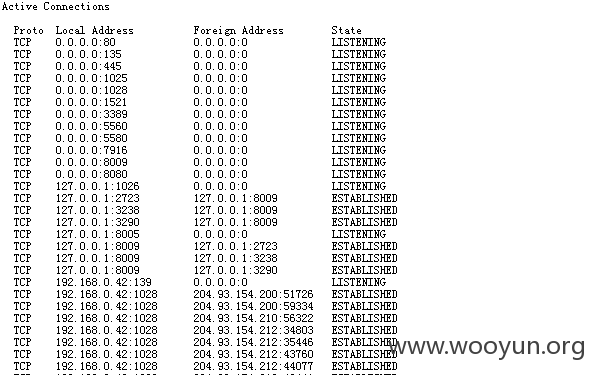 Active Connections
Proto Local Address Foreign Address State
TCP 0.0.0.0:80 0.0.0.0:0 LISTENING
TCP 0.0.0.0:135 0.0.0.0:0 LISTENING
TCP 0.0.0.0:445 0.0.0.0:0 LISTENING
TCP 0.0.0.0:1025 0.0.0.0:0 LISTENING
TCP 0.0.0.0:1028 0.0.0.0:0 LISTENING
TCP 0.0.0.0:1521 0.0.0.0:0 LISTENING
TCP 0.0.0.0:3389 0.0.0.0:0 LISTENING
TCP 0.0.0.0:5560 0.0.0.0:0 LISTENING
TCP 0.0.0.0:5580 0.0.0.0:0 LISTENING
TCP 0.0.0.0:7916 0.0.0.0:0 LISTENING
TCP 0.0.0.0:8009 0.0.0.0:0 LISTENING
TCP 0.0.0.0:8080 0.0.0.0:0 LISTENING
TCP 127.0.0.1:1026 0.0.0.0:0 LISTENING
TCP 127.0.0.1:2723 127.0.0.1:8009 ESTABLISHED
TCP 127.0.0.1:3238 127.0.0.1:8009 ESTABLISHED
TCP 127.0.0.1:3290 127.0.0.1:8009 ESTABLISHED
TCP 127.0.0.1:8005 0.0.0.0:0 LISTENING
TCP 127.0.0.1:8009 127.0.0.1:2723 ESTABLISHED
TCP 127.0.0.1:8009 127.0.0.1:3238 ESTABLISHED
TCP 127.0.0.1:8009 127.0.0.1:3290 ESTABLISHED
TCP 192.168.0.42:139 0.0.0.0:0 LISTENING
TCP 192.168.0.42:1028 204.93.154.200:51726 ESTABLISHED
TCP 192.168.0.42:1028 204.93.154.200:59334 ESTABLISHED
TCP 192.168.0.42:1028 204.93.154.210:56322 ESTABLISHED
TCP 192.168.0.42:1028 204.93.154.212:34803 ESTABLISHED
TCP 192.168.0.42:1028 204.93.154.212:35446 ESTABLISHED
TCP 192.168.0.42:1028 204.93.154.212:43760 ESTABLISHED
TCP 192.168.0.42:1028 204.93.154.212:44077 ESTABLISHED
www.wooyun.org